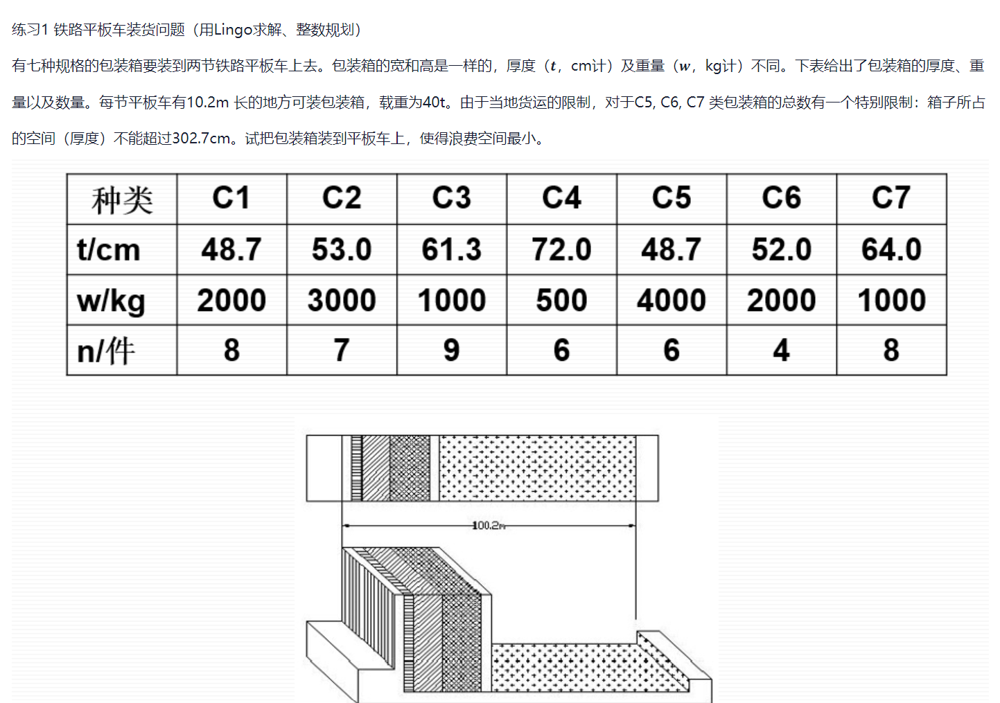 练习1 铁路平板车装货问题（用Lingo求解、整数规划）
有七种规格的包装箱要装到两节铁路平板车上去。包装箱的宽和高是一样的，厚度（t，cm计）及重量（w，kg计）不同。下表给出了包装箱的厚度、重
量以及数量。每节平板车有10.2m 长的地方可装包装箱，载重为40t。由于当地货运的限制，对于C5, C6, C7 类包装箱的总数有一个特别限制：箱子所占
的空间（厚度）不能超过302.7cm。试把包装箱装到平板车上，使得浪费空间最小。
种类 C1 C2 C3 C4 C5 C6 C7
t/cm 48.7 53.0 61.3 72.0 48.7 52.0 64.0
w/kg 2000 3000 1000 500 4000 2000 1000
n/件 8 7 9 6 6 4 8
100.2m